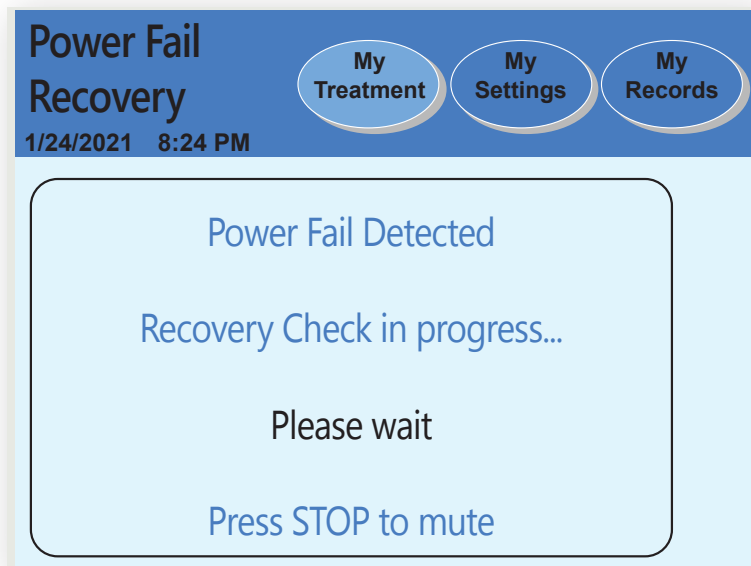 Power Fail
Recovery
1/24/2021 8:24 PM
My
Treatment
My
Settings
My
Records
Power Fail Detected
Recovery Check in progress...
Please wait
Press STOP to mute